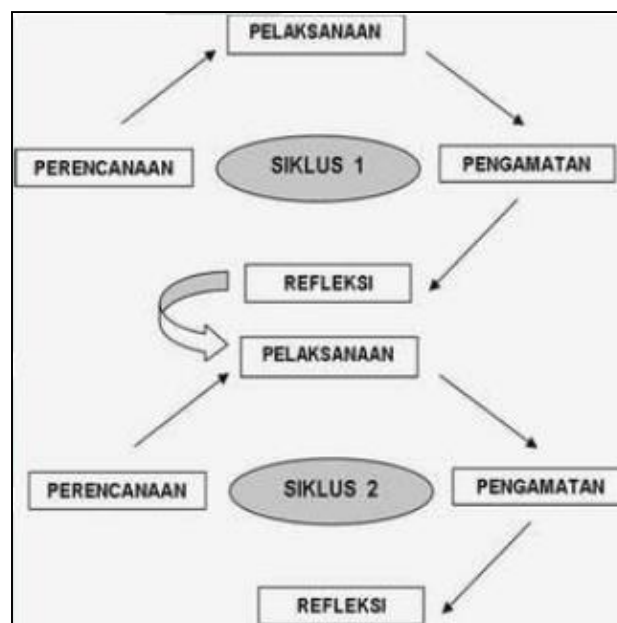 PELAKSANAAN
PERENCANAAN
SIKLUS 1
PENGAMATAN
REFLEKSI
PELAKSANAAN
PERENCANAAN
SIKLUS 2
PENGAMATAN
REFLEKSI